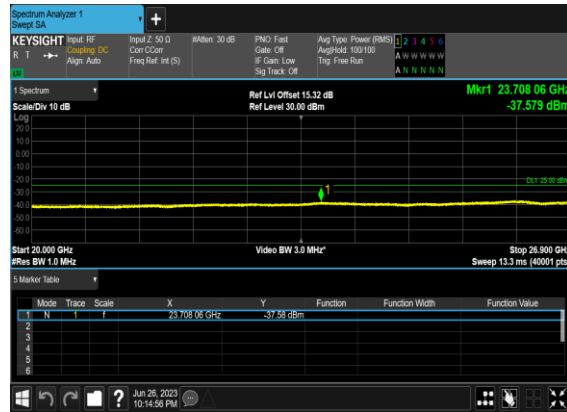 Spectrum Analyzer 1
Swept SA
KEYSIGHT Input: RF Input Z: 50 Ω #Atten: 30 dB PNO: Fast Avg Type: Power (RMS) 1 2 3 4 5 6
R T Coupling: DC Corr CCorr Gate: Off Avg|Hold: 100/100 A W W W W W
Align: Auto Freq Ref: Int (S) IF Gain: Low Trig: Free Run
Sig Track: Off A N N N N N
1 Spectrum
Scale/Div 10 dB
Ref Lvl Offset 15.32 dB
Ref Level 30.00 dBm
Mkr1 23.708 06 GHz
-37.579 dBm
Log
20.0
10.0
0.00
-10.0
-20.0
DL1 -25.00 dBm
-30.0
1
-40.0
-50.0
-60.0
Start 20.000 GHz Video BW 3.0 MHz* Stop 26.900 GHz
#Res BW 1.0 MHz Sweep 13.3 ms (40001 pts)
5 Marker Table
Mode Trace Scale X Y Function Function Width Function Value
1 N 1 f 23.708 06 GHz -37.58 dBm
2
3
4
5
6
? Jun 26, 2023
10:14:56 PM